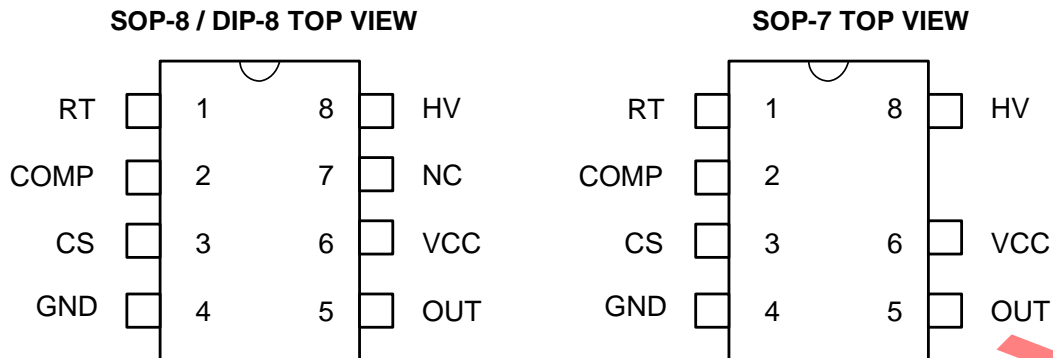 SOP-8 / DIP-8 TOP VIEW
RT 1 8 HV
COMP 2 7 NC
CS 3 6 VCC
GND 4 5 OUT
SOP-7 TOP VIEW
RT 1 8 HV
COMP 2
CS 3 6 VCC
GND 4 5 OUT